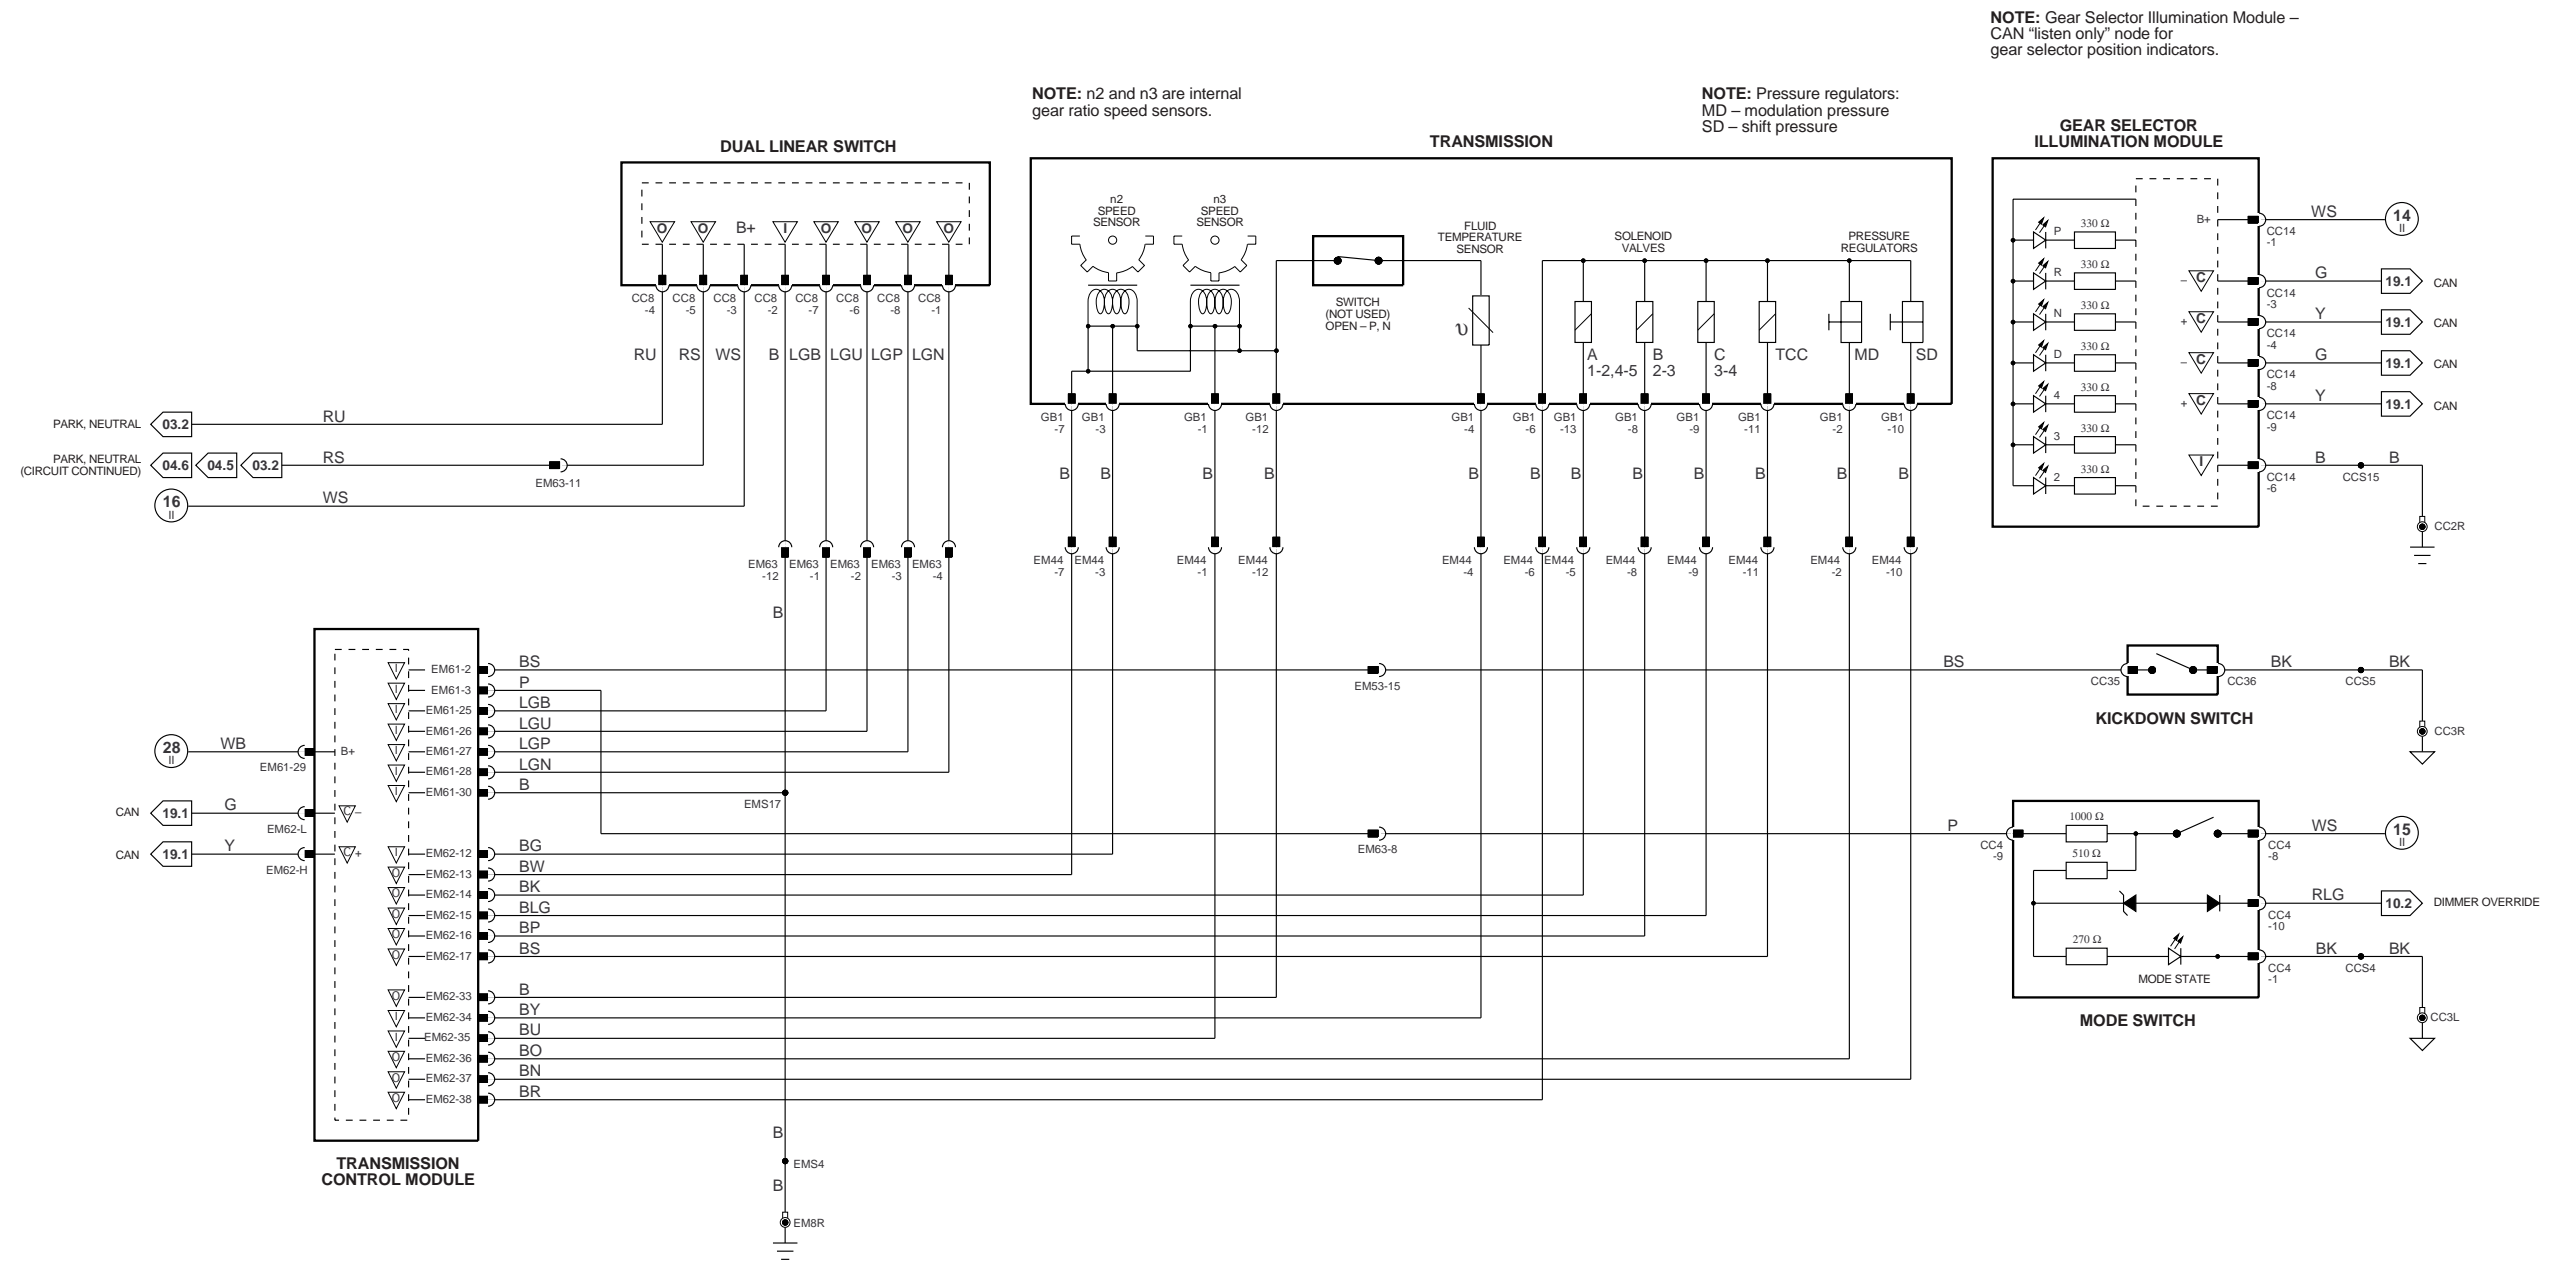 NOTE: Gear Selector Illumination Module –
CAN “listen only” node for
gear selector position indicators.
NOTE: n2 and n3 are internal
gear ratio speed sensors.
NOTE: Pressure regulators:
MD – modulation pressure
SD – shift pressure
DUAL LINEAR SWITCH
O O B+ I O O O O
CC8 CC8 CC8 CC8 CC8 CC8 CC8 CC8
-4 -5 -3 -2 -7 -6 -8 -1
RU RS WS B LGB LGU LGP LGN
PARK, NEUTRAL 03.2 RU
PARK, NEUTRAL
(CIRCUIT CONTINUED) 04.6 04.5 03.2 RS
EM63-11
16 WS
II
EM63 EM63 EM63 EM63 EM63
-12 -1 -2 -3 -4
B
TRANSMISSION
n2
SPEED
SENSOR
n3
SPEED
SENSOR
SWITCH
(NOT USED)
OPEN – P, N
FLUID
TEMPERATURE
SENSOR
υ
SOLENOID
VALVES
PRESSURE
REGULATORS
A B C TCC MD SD
1-2,4-5 2-3 3-4
GB1 GB1 GB1 GB1 GB1 GB1 GB1 GB1 GB1 GB1 GB1 GB1
-7 -3 -1 -12 -4 -6 -13 -8 -9 -11 -2 -10
B B B B B B B B B B B B
EM44 EM44 EM44 EM44 EM44 EM44 EM44 EM44 EM44 EM44 EM44 EM44
-7 -3 -1 -12 -4 -6 -5 -8 -9 -11 -2 -10
GEAR SELECTOR
ILLUMINATION MODULE
P 330 Ω
R 330 Ω
N 330 Ω
D 330 Ω
4 330 Ω
3 330 Ω
2 330 Ω
B+ CC14 WS 14
-1 II
– C CC14 G 19.1 CAN
-3
+ C CC14 Y 19.1 CAN
-4
– C CC14 G 19.1 CAN
-8
+ C CC14 Y 19.1 CAN
-9
I CC14 B CCS15 B
-6
CC2R
I EM61-2 BS
I EM61-3 P
I EM61-25 LGB
I EM61-26 LGU
I EM61-27 LGP
I EM61-28 LGN
I EM61-30 B
EMS17
28 WB B+
II EM61-29
CAN 19.1 G C–
EM62-L
CAN 19.1 Y C+
EM62-H
I EM62-12 BG
O EM62-13 BW
O EM62-14 BK
O EM62-15 BLG
O EM62-16 BP
O EM62-17 BS
O EM62-33 B
I EM62-34 BY
I EM62-35 BU
O EM62-36 BO
O EM62-37 BN
O EM62-38 BR
TRANSMISSION
CONTROL MODULE
B
EMS4
B
EM8R
EM53-15
BS
CC35 CC36
BK CCS5 BK
KICKDOWN SWITCH
CC3R
EM63-8
P
CC4
-9
1000 Ω
510 Ω
270 Ω
MODE STATE
CC4 WS 15
-8 II
CC4 RLG 10.2 DIMMER OVERRIDE
-10
CC4 BK CCS4 BK
-1
MODE SWITCH
CC3L